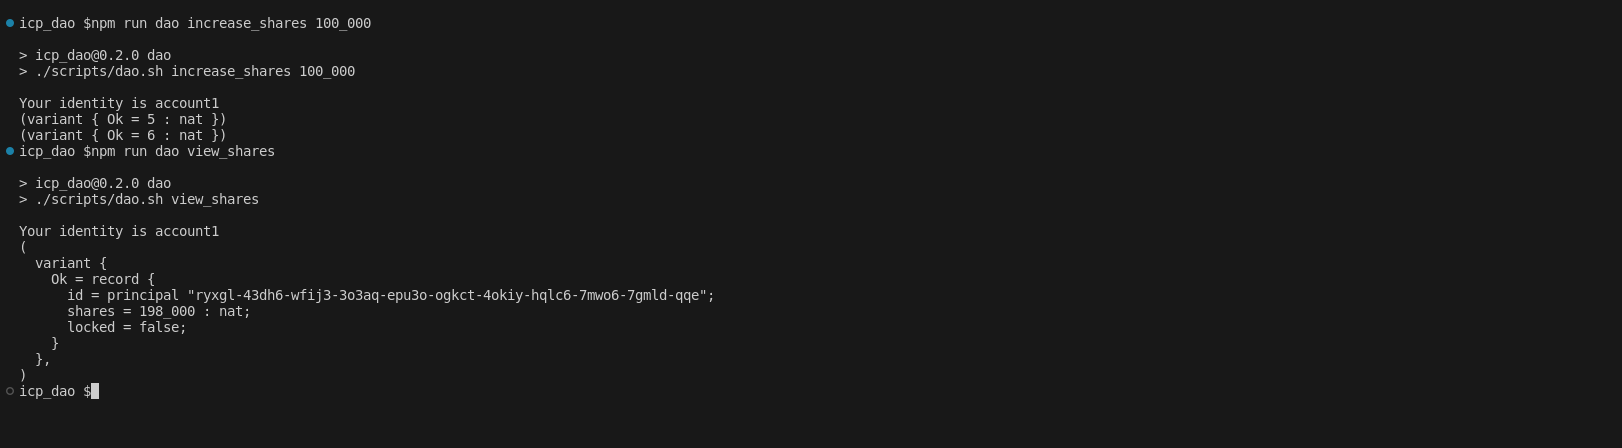 icp_dao $npm run dao increase_shares 100_000
> icp_dao@0.2.0 dao
> ./scripts/dao.sh increase_shares 100_000
Your identity is account1
(variant { Ok = 5 : nat })
(variant { Ok = 6 : nat })
icp_dao $npm run dao view_shares
> icp_dao@0.2.0 dao
> ./scripts/dao.sh view_shares
Your identity is account1
(
  variant {
    Ok = record {
      id = principal "ryxgl-43dh6-wfij3-3o3aq-epu3o-ogkct-4okiy-hqlc6-7mwo6-7gmld-qqe";
      shares = 198_000 : nat;
      locked = false;
    }
  },
)
icp_dao $